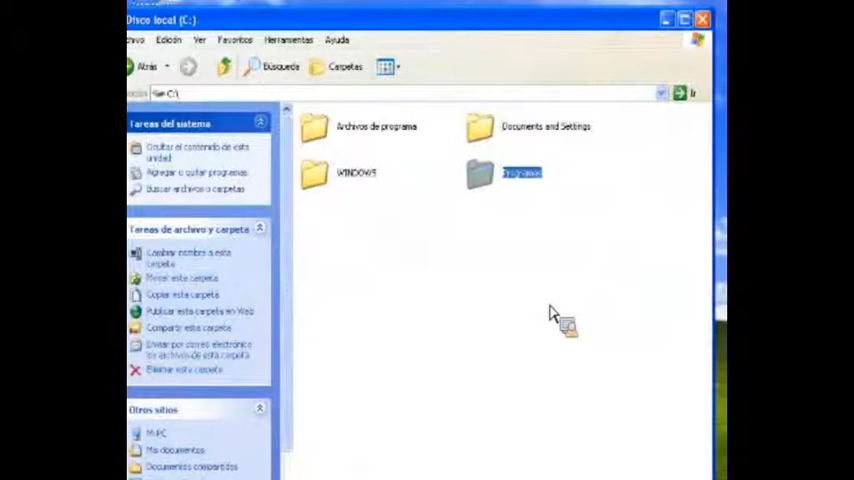 Disco local (C:)
chivo Edición Ver Favoritos Herramientas Ayuda
Atrás Búsqueda Carpetas
C:\ Ir
Tareas del sistema
Ocultar el contenido de esta
unidad
Agregar o quitar programas
Buscar archivos o carpetas
Tareas de archivo y carpeta
Cambiar nombre a esta
carpeta
Mover esta carpeta
Copiar esta carpeta
Publicar esta carpeta en Web
Compartir esta carpeta
Enviar por correo electrónico
los archivos de esta carpeta
Eliminar esta carpeta
Otros sitios
Mi PC
Mis documentos
Documentos compartidos
Archivos de programa
Documents and Settings
WINDOWS
Programas